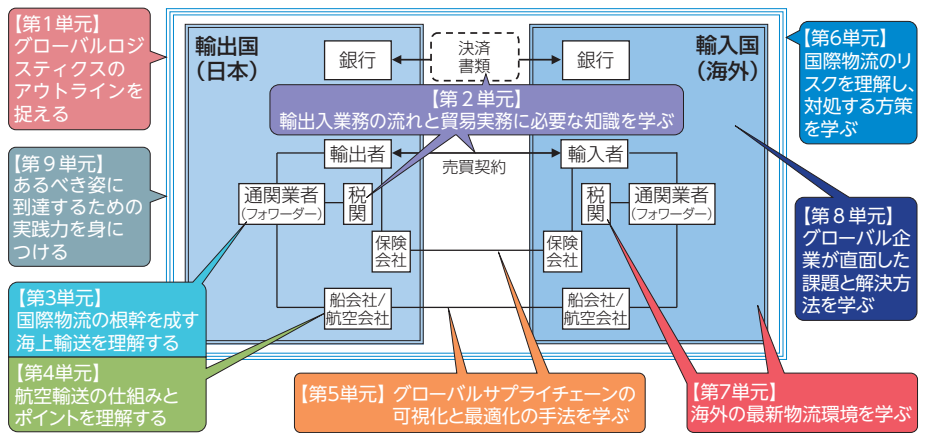 【第1単元】
グローバルロジ
スティクスの
アウトラインを
捉える
輸出国
（日本）
銀行
決済
書類
銀行
輸入国
（海外）
【第6単元】
国際物流のリ
スクを理解し、
対処する方策
を学ぶ
【第２単元】
輸出入業務の流れと貿易実務に必要な知識を学ぶ
輸出者
売買契約
輸入者
【第９単元】
あるべき姿に
到達するための
実践力を身に
つける
通関業者
（フォワーダー）
税
関
税
関
通関業者
（フォワーダー）
保険
会社
保険
会社
【第８単元】
グローバル企
業が直面した
課題と解決方
法を学ぶ
【第3単元】
国際物流の根幹を成す
海上輸送を理解する
船会社/
航空会社
船会社/
航空会社
【第4単元】
航空輸送の仕組みと
ポイントを理解する
【第5単元】グローバルサプライチェーンの
可視化と最適化の手法を学ぶ
【第7単元】
海外の最新物流環境を学ぶ